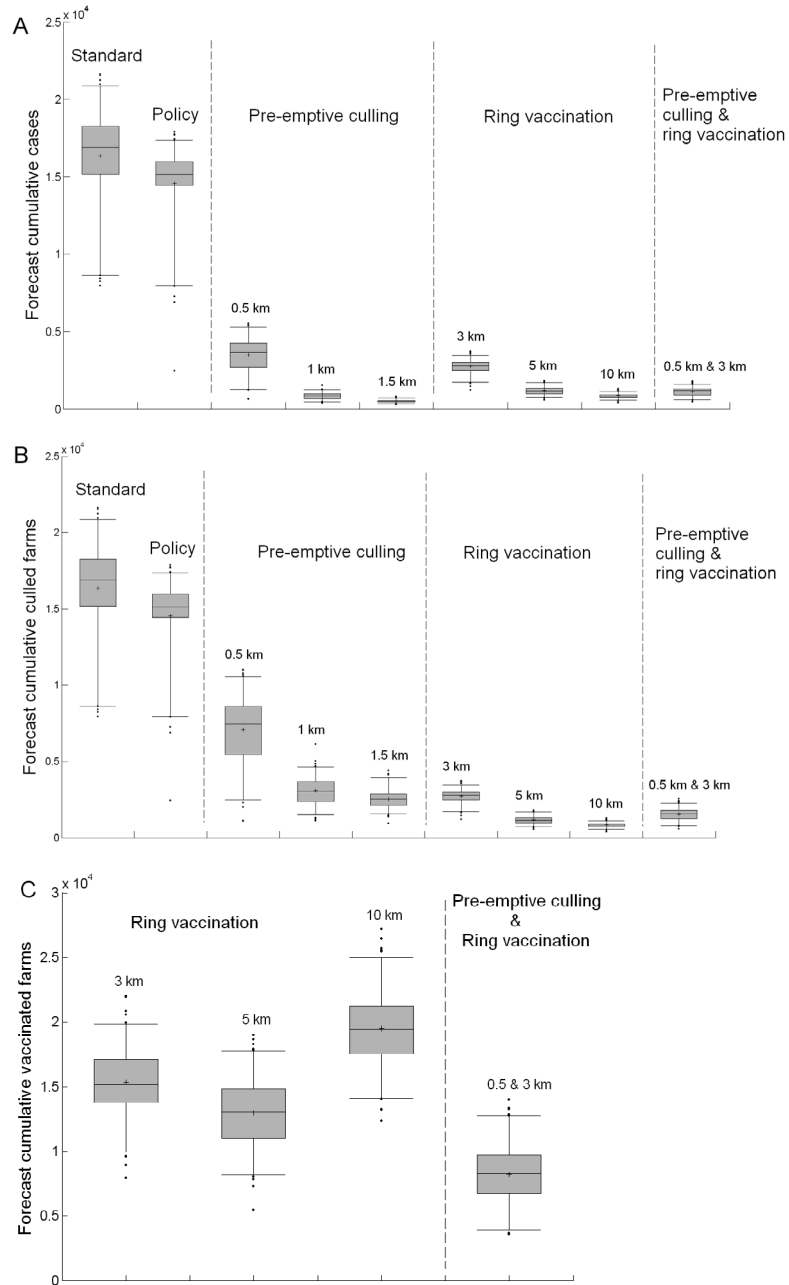 A
x 10⁴
2.5
2
1.5
1
0.5
0
Forecast cumulative cases
Standard
Policy
Pre-emptive culling
Ring vaccination
Pre-emptive
culling &
ring vaccination
0.5 km
1 km
1.5 km
3 km
5 km
10 km
0.5 km & 3 km
B
x 10⁴
2.5
2
1.5
1
0.5
0
Forecast cumulative culled farms
Standard
Policy
Pre-emptive culling
Ring vaccination
Pre-emptive
culling &
ring vaccination
0.5 km
1 km
1.5 km
3 km
5 km
10 km
0.5 km & 3 km
C
x 10⁴
3
2.5
2
1.5
1
0.5
0
Forecast cumulative vaccinated farms
Ring vaccination
Pre-emptive culling
&
Ring vaccination
3 km
5 km
10 km
0.5 & 3 km